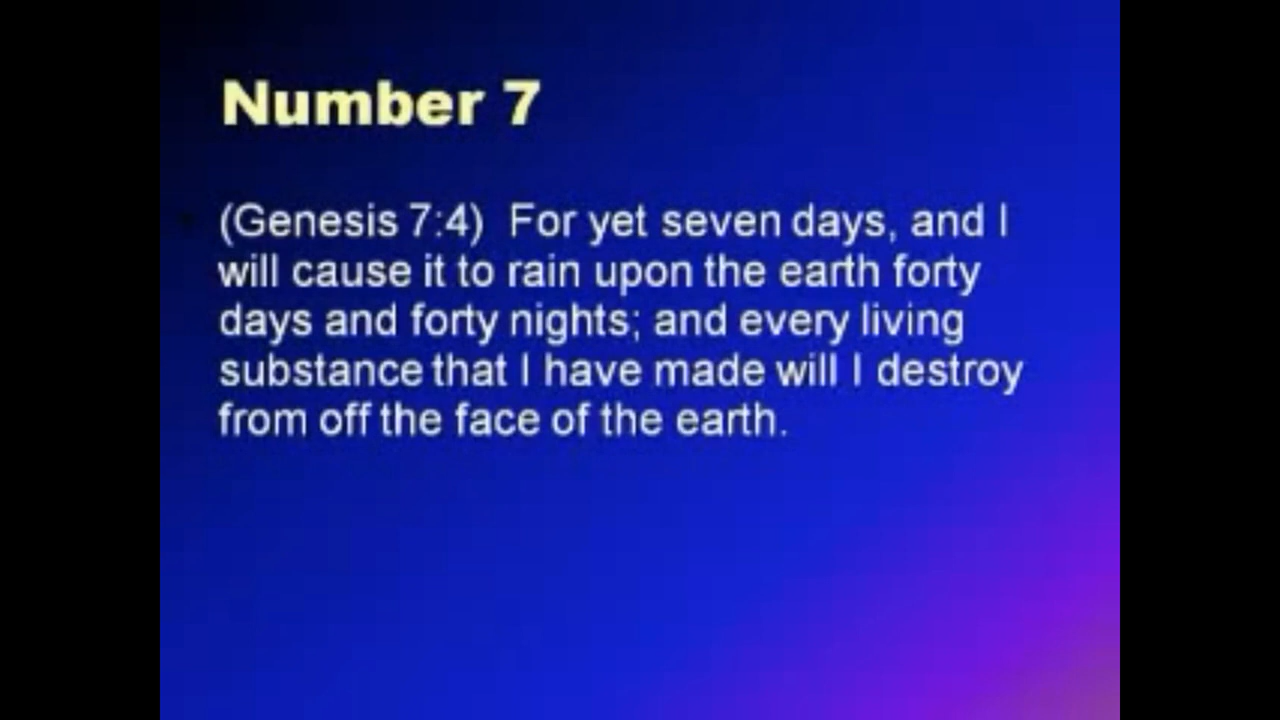 Number 7
(Genesis 7:4)  For yet seven days, and I
will cause it to rain upon the earth forty
days and forty nights; and every living
substance that I have made will I destroy
from off the face of the earth.